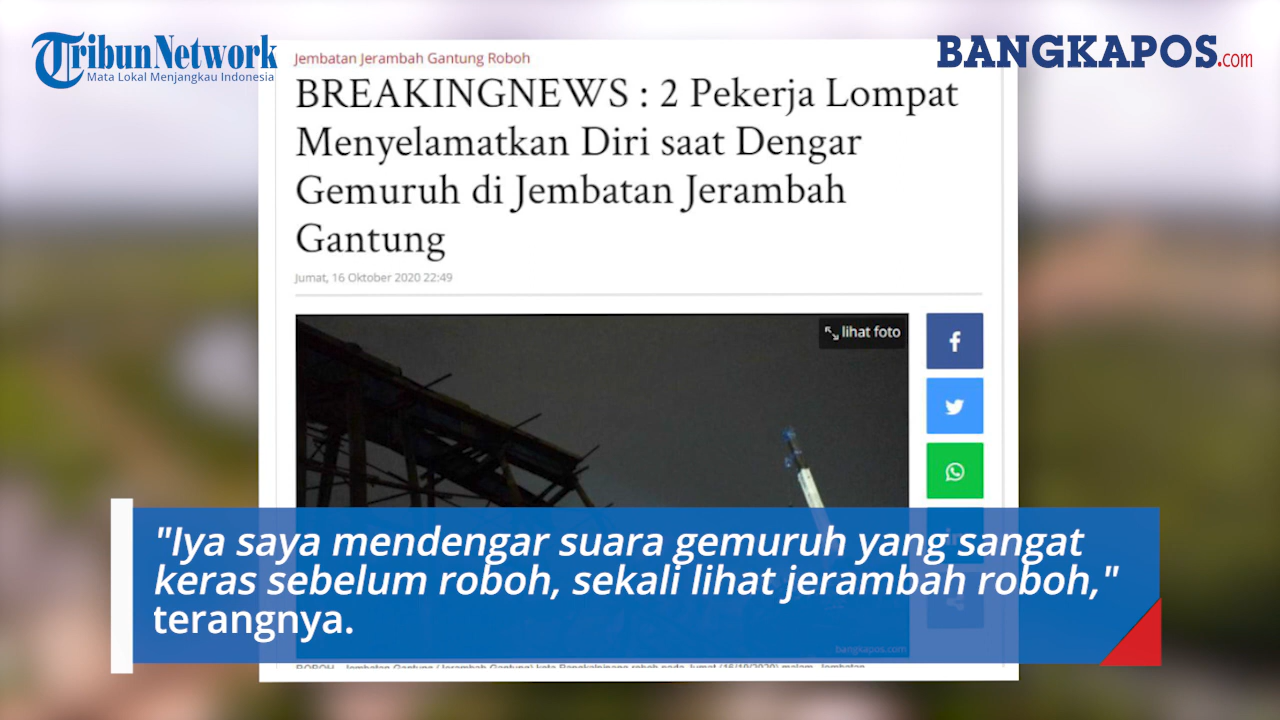 Tribun Network
Mata Lokal Menjangkau Indonesia
BANGKAPOS.com
Jembatan Jerambah Gantung Roboh
BREAKINGNEWS : 2 Pekerja Lompat
Menyelamatkan Diri saat Dengar
Gemuruh di Jembatan Jerambah
Gantung
Jumat, 16 Oktober 2020 22:49
lihat foto
"Iya saya mendengar suara gemuruh yang sangat
keras sebelum roboh, sekali lihat jerambah roboh,"
terangnya.
bangkapos.com